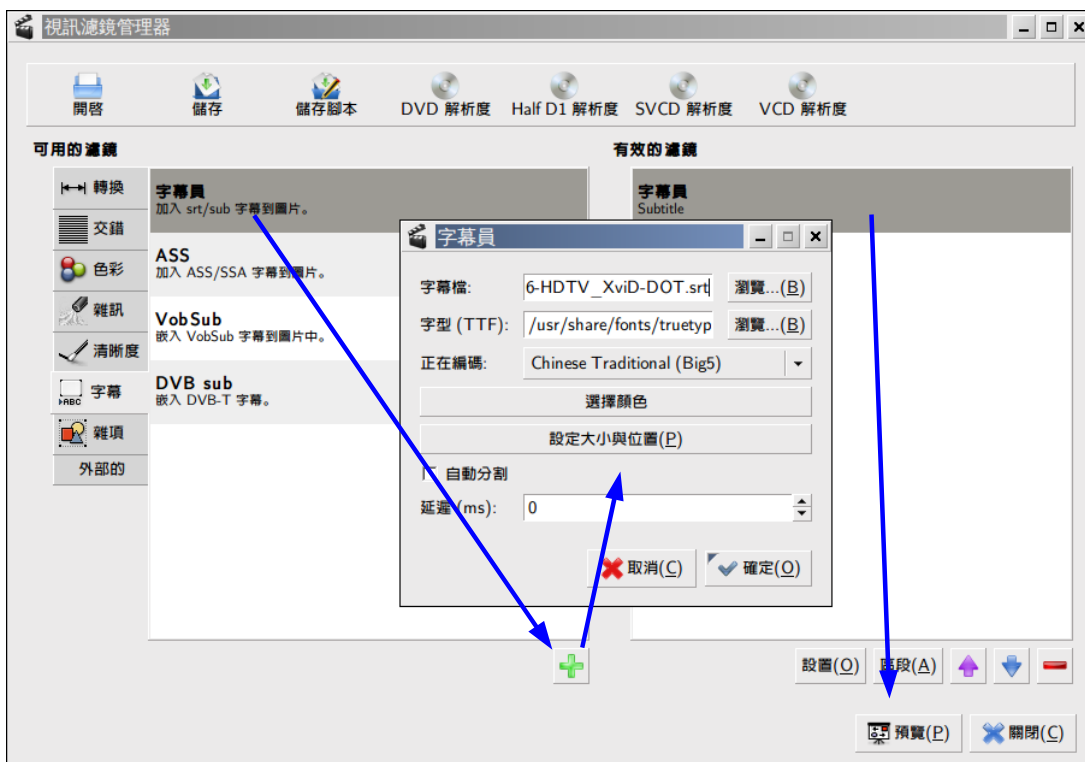 視訊濾鏡管理器
開啓
儲存
儲存腳本
DVD 解析度
Half D1 解析度
SVCD 解析度
VCD 解析度
可用的濾鏡
轉換
交錯
色彩
雜訊
清晰度
ABC
字幕
雜項
外部的
字幕員
加入 srt/sub 字幕到圖片。
ASS
加入 ASS/SSA 字幕到圖片。
VobSub
嵌入 VobSub 字幕到圖片中。
DVB sub
嵌入 DVB-T 字幕。
有效的濾鏡
字幕員
Subtitle
字幕員
字幕檔:
6-HDTV_XviD-DOT.srt
瀏覽...(B)
字型 (TTF):
/usr/share/fonts/truetyp
瀏覽...(B)
正在編碼:
Chinese Traditional (Big5)
選擇顏色
設定大小與位置(P)
自動分割
延遲 (ms):
0
取消(C)
確定(O)
設置(O)
區段(A)
預覽(P)
關閉(C)